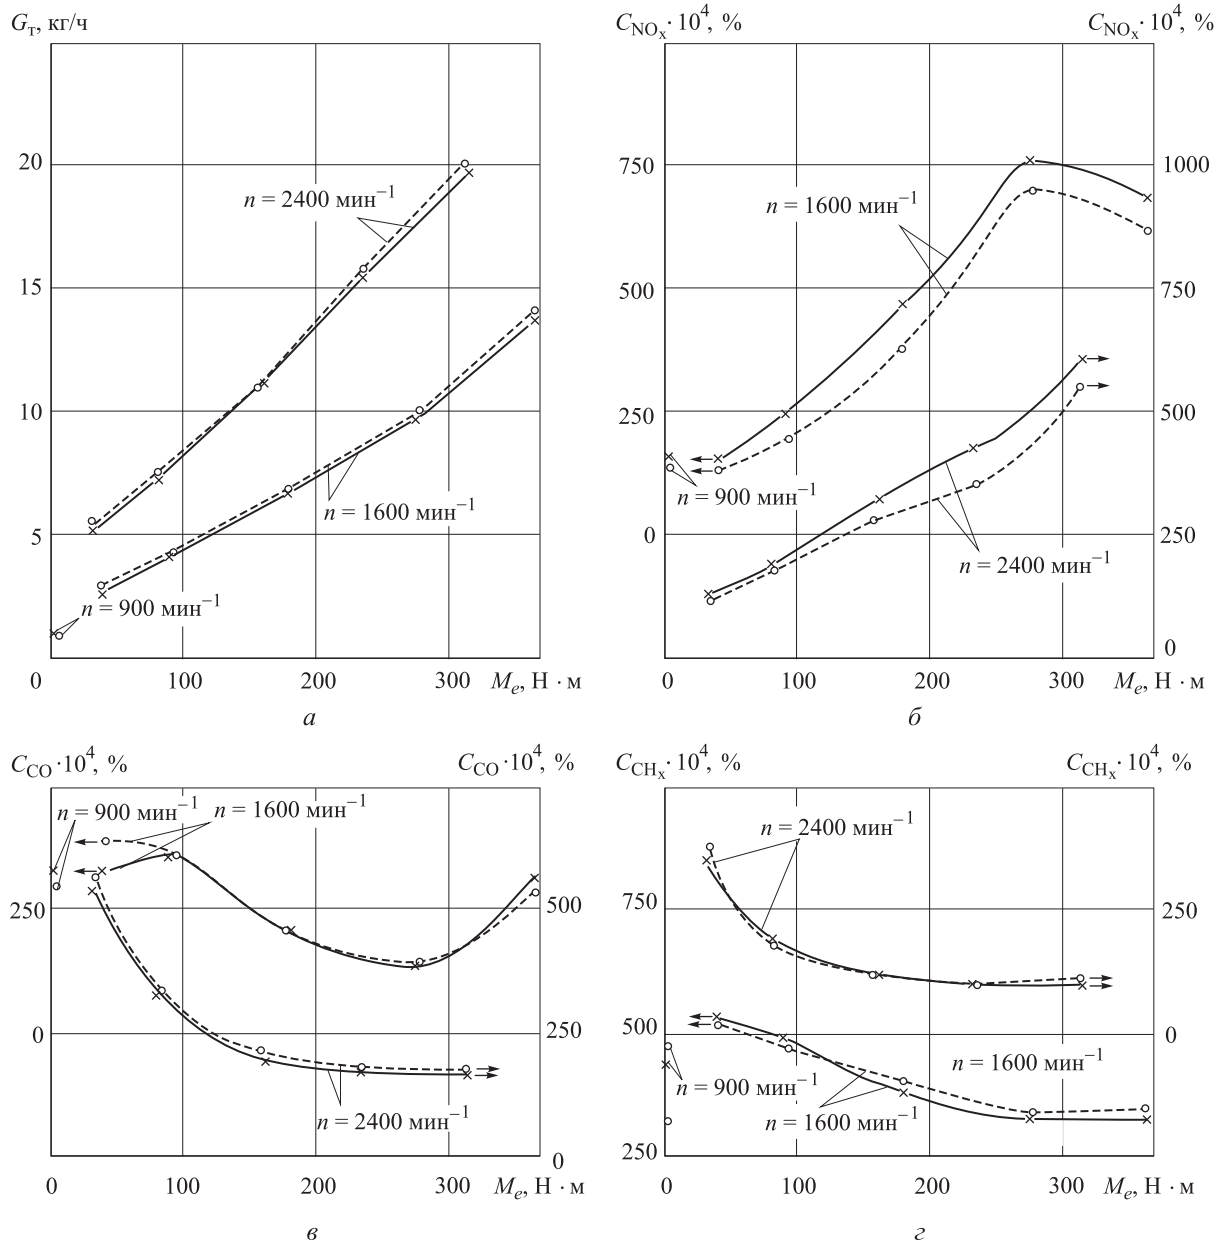 G_т, кг/ч
20
15
10
5
0
100
200
300
M_e, Н · м
n = 2400 мин⁻¹
n = 1600 мин⁻¹
n = 900 мин⁻¹
а
C_NOₓ · 10⁴, %
C_NOₓ · 10⁴, %
750
500
250
0
1000
750
500
250
0
0
100
200
300
M_e, Н · м
n = 1600 мин⁻¹
n = 900 мин⁻¹
n = 2400 мин⁻¹
б
C_CO · 10⁴, %
C_CO · 10⁴, %
n = 900 мин⁻¹
n = 1600 мин⁻¹
250
0
500
250
0
n = 2400 мин⁻¹
0
100
200
300
M_e, Н · м
в
C_CHₓ · 10⁴, %
C_CHₓ · 10⁴, %
n = 2400 мин⁻¹
750
500
250
250
0
n = 1600 мин⁻¹
n = 900 мин⁻¹
n = 1600 мин⁻¹
0
100
200
300
M_e, Н · м
г